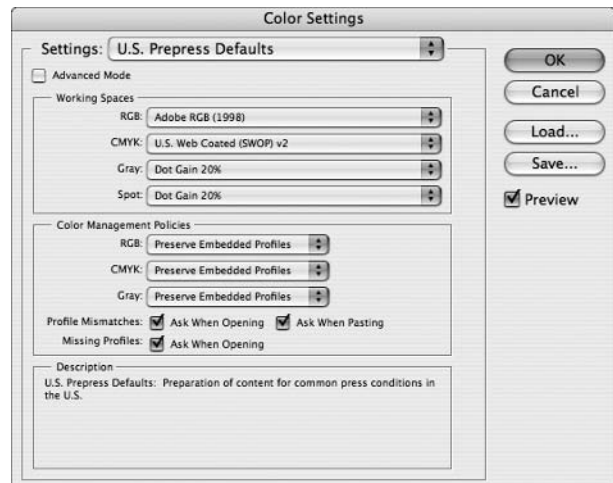 Color Settings
Settings: U.S. Prepress Defaults
Advanced Mode
Working Spaces
RGB: Adobe RGB (1998)
CMYK: U.S. Web Coated (SWOP) v2
Gray: Dot Gain 20%
Spot: Dot Gain 20%
Color Management Policies
RGB: Preserve Embedded Profiles
CMYK: Preserve Embedded Profiles
Gray: Preserve Embedded Profiles
Profile Mismatches: Ask When Opening Ask When Pasting
Missing Profiles: Ask When Opening
Description
U.S. Prepress Defaults: Preparation of content for common press conditions in
the U.S.
OK
Cancel
Load...
Save...
Preview